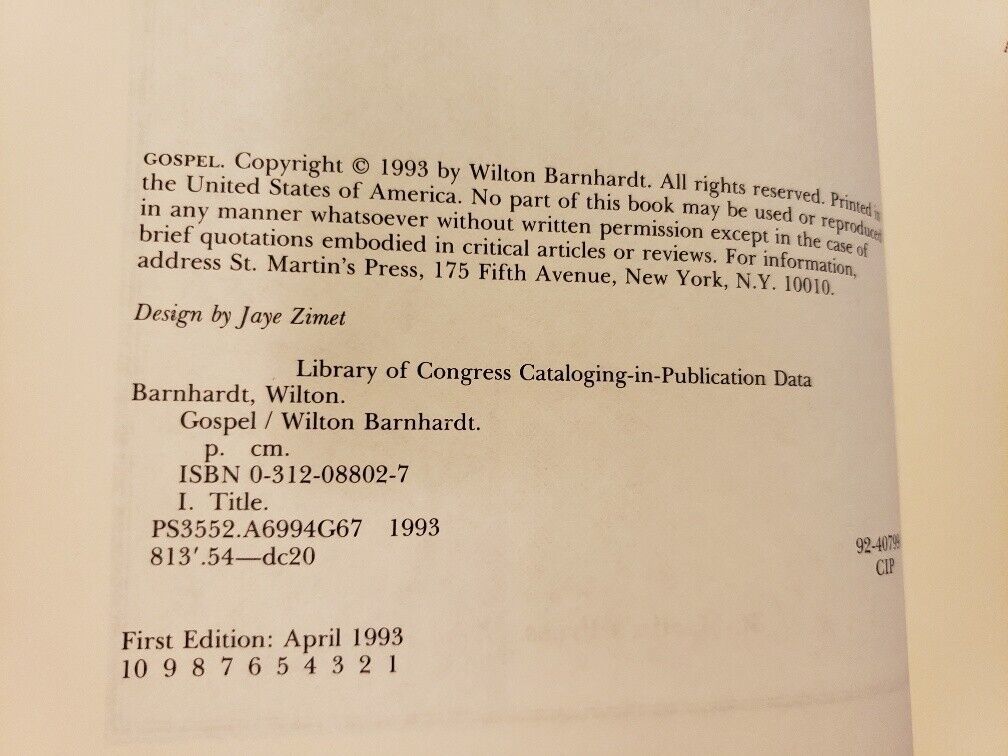 GOSPEL. Copyright © 1993 by Wilton Barnhardt. All rights reserved. Printed in
the United States of America. No part of this book may be used or reproduced
in any manner whatsoever without written permission except in the case of
brief quotations embodied in critical articles or reviews. For information,
address St. Martin's Press, 175 Fifth Avenue, New York, N.Y. 10010.
Design by Jaye Zimet
Library of Congress Cataloging-in-Publication Data
Barnhardt, Wilton.
Gospel / Wilton Barnhardt.
p. cm.
ISBN 0-312-08802-7
I. Title.
PS3552.A6994G67 1993
813'.54—dc20
CIP
First Edition: April 1993
10 9 8 7 6 5 4 3 2 1